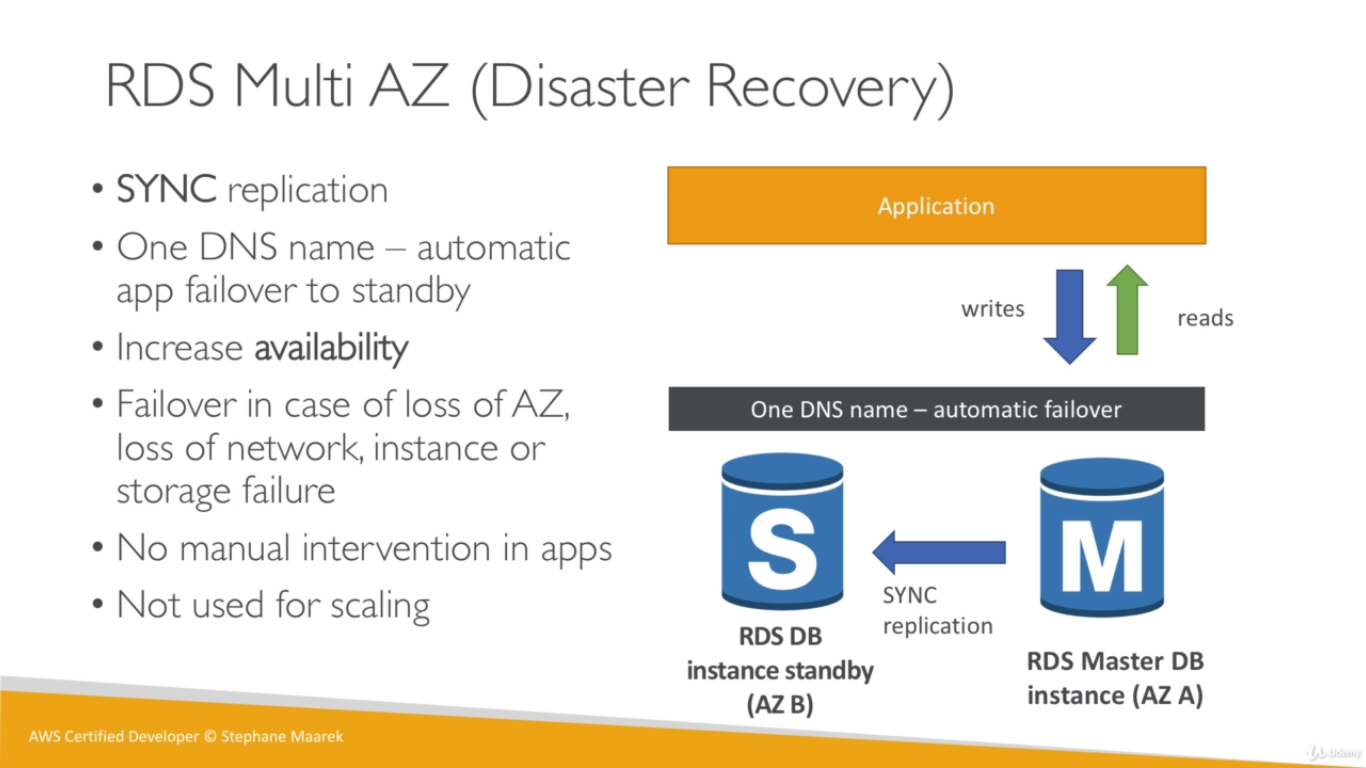 RDS Multi AZ (Disaster Recovery)
• SYNC replication
• One DNS name – automatic
app failover to standby
• Increase availability
• Failover in case of loss of AZ,
loss of network, instance or
storage failure
• No manual intervention in apps
• Not used for scaling
Application
writes
reads
One DNS name – automatic failover
S
M
SYNC
replication
RDS DB
instance standby
(AZ B)
RDS Master DB
instance (AZ A)
AWS Certified Developer © Stephane Maarek
Udemy